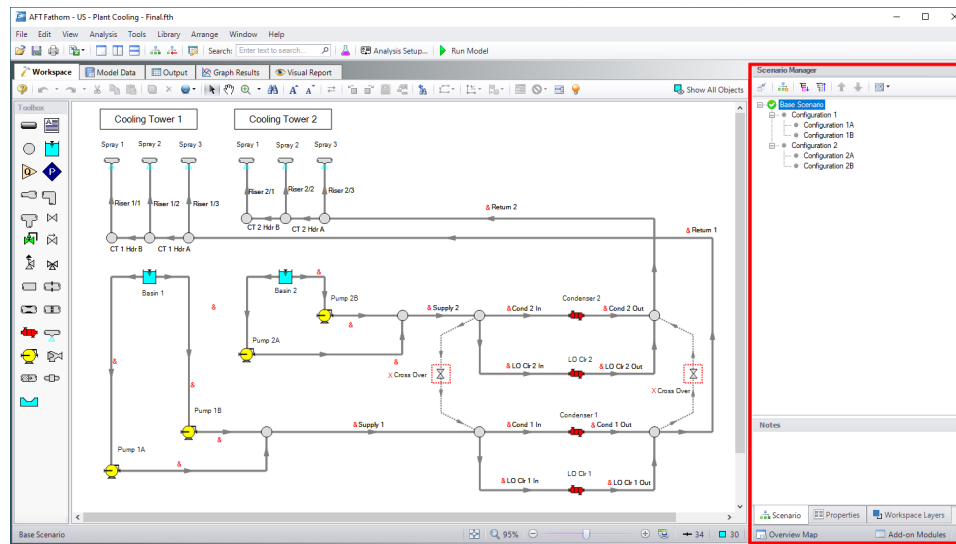 AFT Fathom - US - Plant Cooling - Final.fth
File Edit View Analysis Tools Library Arrange Window Help
Search: Enter text to search... Analysis Setup... Run Model
Workspace Model Data Output Graph Results Visual Report
Show All Objects
Toolbox
Cooling Tower 1 Cooling Tower 2
Spray 1 Spray 2 Spray 3 Spray 1 Spray 2 Spray 3
Riser 1/1 Riser 1/2 Riser 1/3 Riser 2/1 Riser 2/2 Riser 2/3
& Return 2
CT 2 Hdr B CT 2 Hdr A
& Return 1
CT 1 Hdr B CT 1 Hdr A
&
Basin 1 Basin 2
Pump 2B Condenser 2
& & Supply 2 & Cond 2 In & Cond 2 Out
&
Pump 2A
& LO Clr 2
& X Cross Over & LO Clr 2 In & LO Clr 2 Out
X Cross Over
Pump 1B Condenser 1
& & Supply 1 & Cond 1 In & Cond 1 Out
Pump 1A
& LO Clr 1
& LO Clr 1 In & LO Clr 1 Out
Scenario Manager
Base Scenario
Configuration 1
Configuration 1A
Configuration 1B
Configuration 2
Configuration 2A
Configuration 2B
Notes
Scenario Properties Workspace Layers
Overview Map Add-on Modules
Base Scenario 95% 34 30